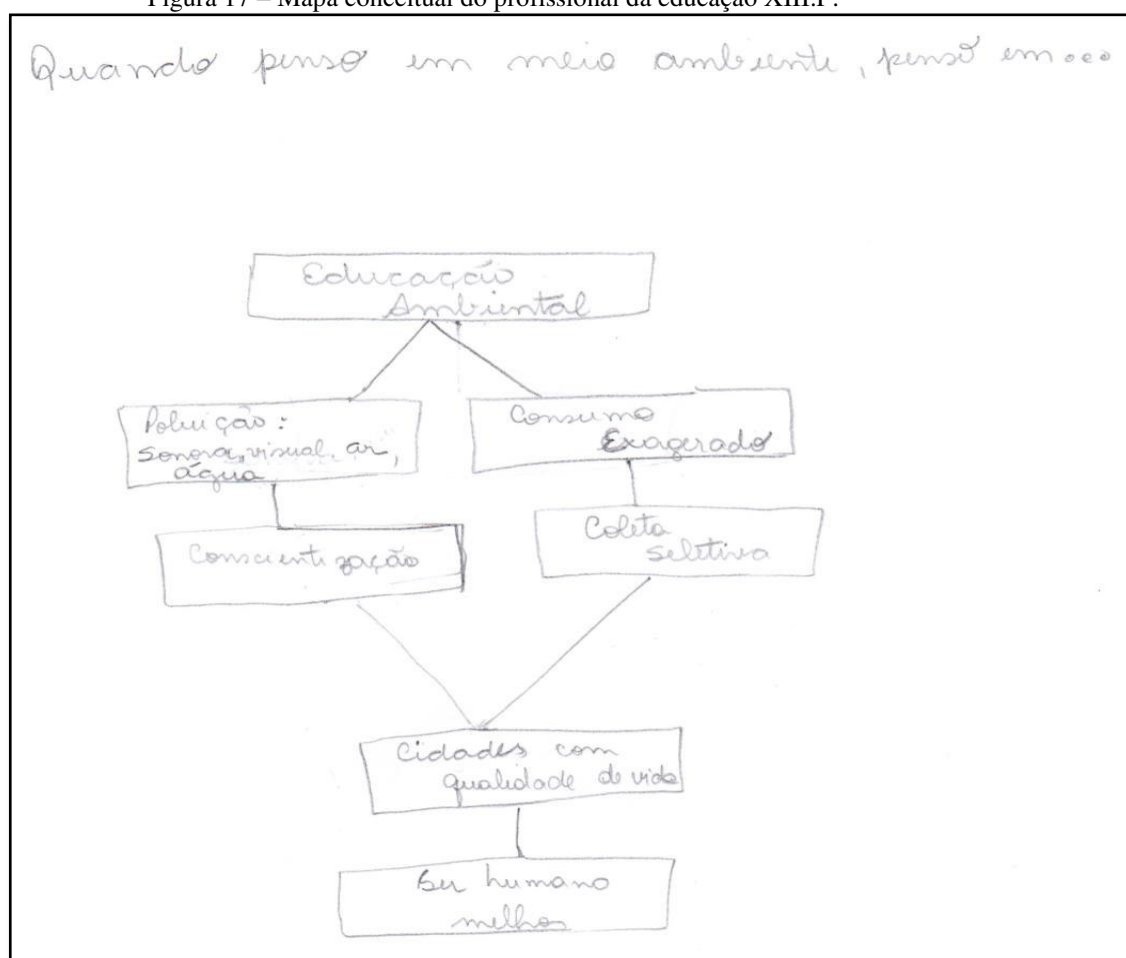 Figura 17 – Mapa conceitual do profissional da educação XIII.P.
Quando penso em meio ambiente, penso em...
Educação
Ambiental
Poluição:
sonora, visual, ar,
água
Consumo
Exagerado
Conscientização
Coleta
seletiva
Cidades com
qualidade de vida
Ser humano
melhor